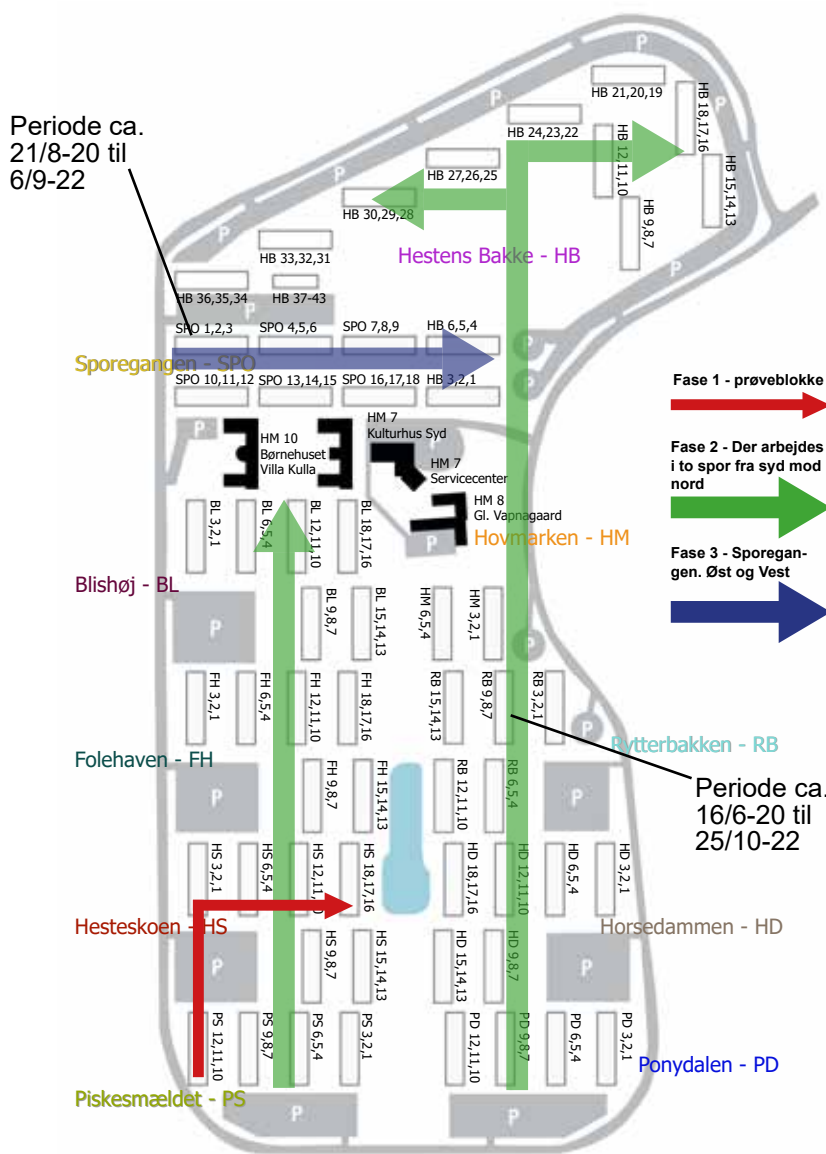 P
P
HB 21,20,19
HB 18,17,16
HB 24,23,22
Periode ca.
21/8-20 til
6/9-22
HB 12,11,10
P
HB 27,26,25
HB 15,14,13
HB 30,29,28
HB 9,8,7
P
HB 33,32,31
Hestens Bakke - HB
P
HB 36,35,34
HB 37-43
P
SPO 1,2,3
SPO 4,5,6
SPO 7,8,9
HB 6,5,4
P
Sporegangen - SPO
SPO 10,11,12
SPO 13,14,15
SPO 16,17,18
HB 3,2,1
P
Fase 1 - prøveblokke
P
HM 10
Børnehuset
Villa Kulla
HM 7
Kulturhus Syd
P
HM 7
Servicecenter
HM 8
Gl. Vapnagaard
P
Hovmarken - HM
Fase 2 - Der arbejdes
i to spor fra syd mod
nord
BL 3,2,1
BL 6,5,4
BL 12,11,10
BL 18,17,16
Fase 3 - Sporegan-
gen. Øst og Vest
Blishøj - BL
P
BL 9,8,7
BL 15,14,13
HM 6,5,4
HM 3,2,1
P
FH 3,2,1
FH 6,5,4
FH 12,11,10
FH 18,17,16
RB 15,14,13
RB 9,8,7
RB 3,2,1
P
Rytterbakken - RB
Folehaven - FH
P
FH 9,8,7
FH 15,14,13
RB 12,11,10
RB 6,5,4
P
Periode ca.
16/6-20 til
25/10-22
HS 3,2,1
HS 6,5,4
HS 12,11,10
HS 18,17,16
HD 18,17,16
HD 12,11,10
HD 6,5,4
HD 3,2,1
Hesteskoen - HS
Horsedammen - HD
P
HS 9,8,7
HS 15,14,13
HD 15,14,13
HD 9,8,7
P
PS 12,11,10
PS 9,8,7
PS 6,5,4
PS 3,2,1
PD 12,11,10
PD 9,8,7
PD 6,5,4
PD 3,2,1
Ponydalen - PD
Piskesmældet - PS
P
P